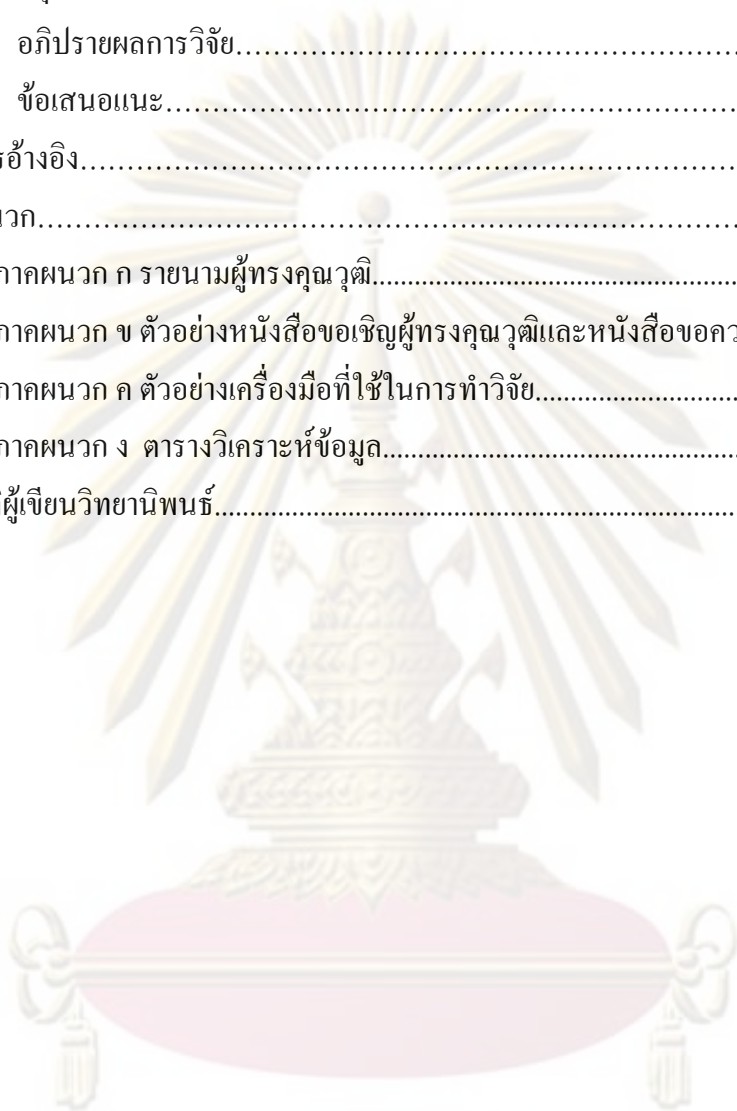 อภิปรายผลการวิจัย……………………………………………………
ข้อเสนอแนะ……………………………………………………
อ้างอิง……………………………………………………
นวก……………………………………………………
ภาคผนวก ก รายนามผู้ทรงคุณวุฒิ......................................................
ภาคผนวก ข ตัวอย่างหนังสือขอเชิญผู้ทรงคุณวุฒิและหนังสือขอคว
ภาคผนวก ค ตัวอย่างเครื่องมือที่ใช้ในการทำวิจัย......................................................
ภาคผนวก ง ตารางวิเคราะห์ข้อมูล......................................................
ผู้เขียนวิทยานิพนธ์......................................................